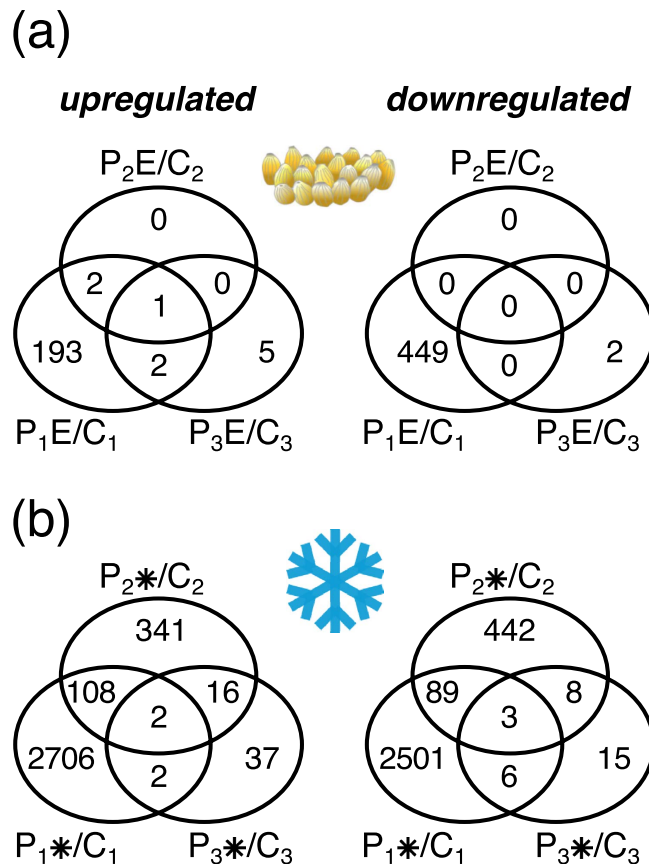 (a)
upregulated downregulated
P₂E/C₂ P₂E/C₂
0 0
2 0 0 0
1 0
193 5 449 2
2 0
P₁E/C₁ P₃E/C₃ P₁E/C₁ P₃E/C₃
(b)
P₂*/C₂ P₂*/C₂
341 442
108 16 89 8
2 3
2706 37 2501 15
2 6
P₁*/C₁ P₃*/C₃ P₁*/C₁ P₃*/C₃